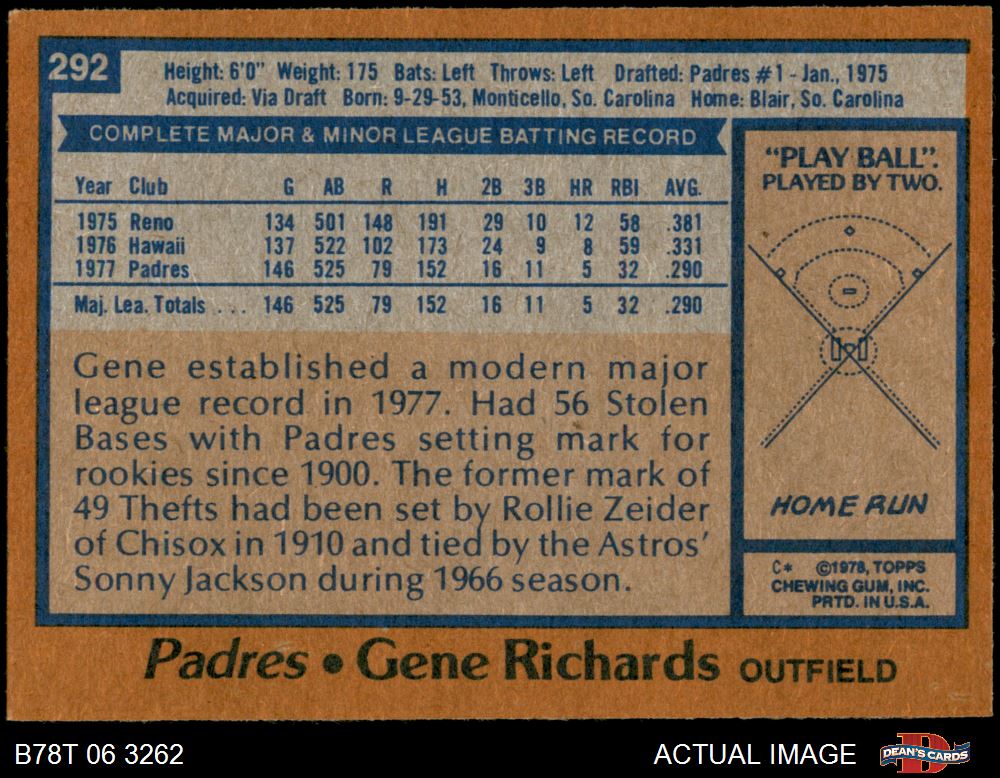 292
Height: 6'0" Weight: 175 Bats: Left Throws: Left Drafted: Padres #1 - Jan., 1975
Acquired: Via Draft Born: 9-29-53, Monticello, So. Carolina Home: Blair, So. Carolina
COMPLETE MAJOR & MINOR LEAGUE BATTING RECORD
Year Club G AB R H 2B 3B HR RBI AVG.
1975 Reno 134 501 148 191 29 10 12 58 .381
1976 Hawaii 137 522 102 173 24 9 8 59 .331
1977 Padres 146 525 79 152 16 11 5 32 .290
Maj. Lea. Totals . . . 146 525 79 152 16 11 5 32 .290
Gene established a modern major
league record in 1977. Had 56 Stolen
Bases with Padres setting mark for
rookies since 1900. The former mark of
49 Thefts had been set by Rollie Zeider
of Chisox in 1910 and tied by the Astros'
Sonny Jackson during 1966 season.
"PLAY BALL".
PLAYED BY TWO.
HOME RUN
C* ©1978, TOPPS
CHEWING GUM, INC.
PRTD. IN U.S.A.
Padres • Gene Richards OUTFIELD
B78T 06 3262
ACTUAL IMAGE
DEAN'S CARDS